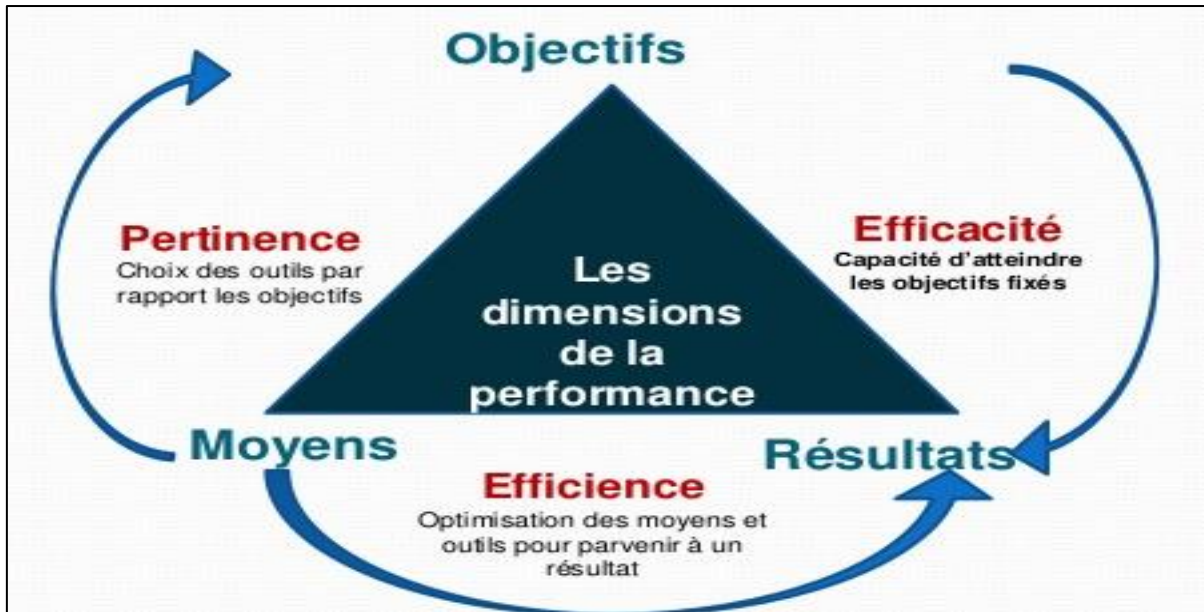 Objectifs
Pertinence
Choix des outils par
rapport les objectifs
Efficacité
Capacité d'atteindre
les objectifs fixés
Les
dimensions
de la
performance
Moyens
Résultats
Efficience
Optimisation des moyens et
outils pour parvenir à un
résultat